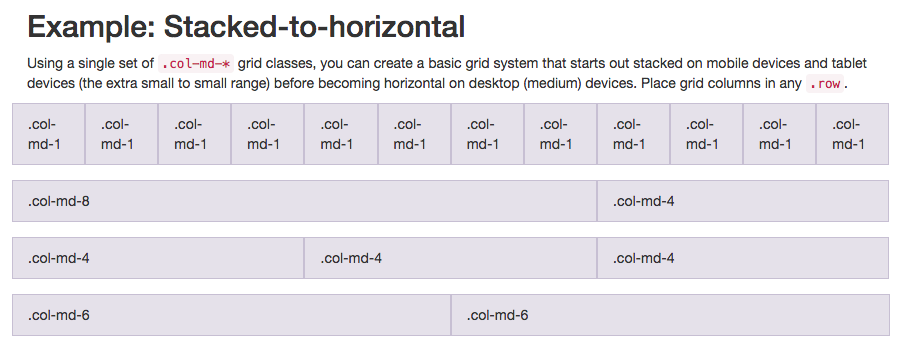 Example: Stacked-to-horizontal
Using a single set of .col-md-* grid classes, you can create a basic grid system that starts out stacked on mobile devices and tablet
devices (the extra small to small range) before becoming horizontal on desktop (medium) devices. Place grid columns in any .row.
.col- .col- .col- .col- .col- .col- .col- .col- .col- .col- .col- .col-
md-1 md-1 md-1 md-1 md-1 md-1 md-1 md-1 md-1 md-1 md-1 md-1
.col-md-8 .col-md-4
.col-md-4 .col-md-4 .col-md-4
.col-md-6 .col-md-6